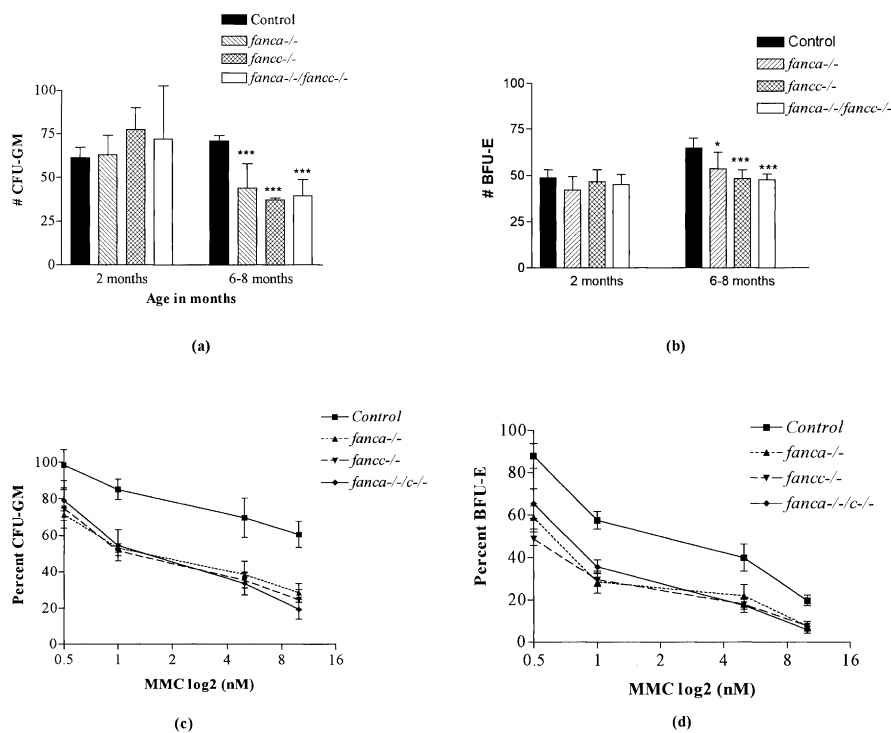 Control
fanca-/-
fancc-/-
fanca-/-/fancc-/-
# CFU-GM
100
75
50
25
0
***
***
***
2 months
6-8 months
Age in months
(a)
Control
fanca-/-
fancc-/-
fanca-/-/fancc-/-
# BFU-E
100
75
50
25
0
*
***
***
2 months
6-8 months
(b)
Control
fanca-/-
fancc-/-
fanca-/-/c-/-
Percent CFU-GM
100
80
60
40
20
0
0.5 1 2 4 8 16
MMC log2 (nM)
(c)
Control
fanca-/-
fancc-/-
fanca-/-/c-/-
Percent BFU-E
100
80
60
40
20
0
0.5 1 2 4 8 16
MMC log2 (nM)
(d)